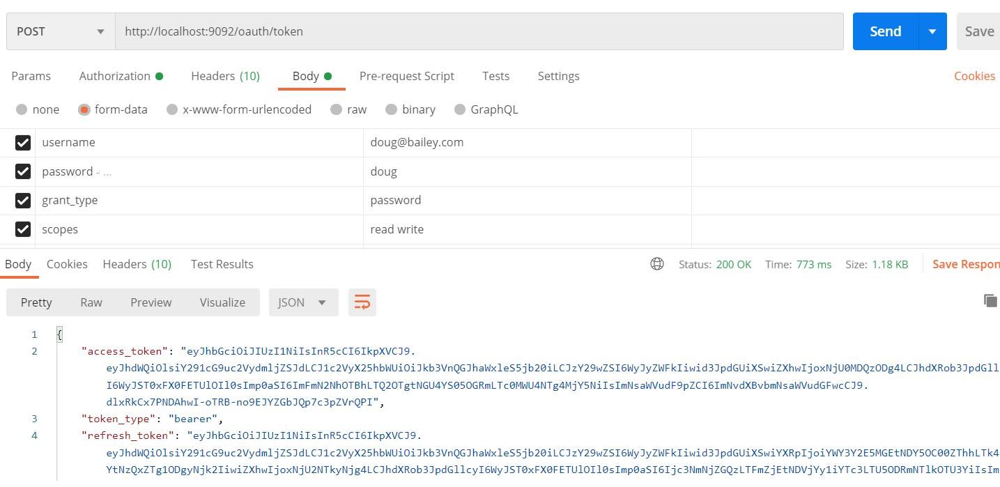 POST http://localhost:9092/oauth/token Send Save
Params Authorization Headers (10) Body Pre-request Script Tests Settings Cookies
none form-data x-www-form-urlencoded raw binary GraphQL
username doug@bailey.com
password ... doug
grant_type password
scopes read write
Body Cookies Headers (10) Test Results Status: 200 OK Time: 773 ms Size: 1.18 KB Save Respon
Pretty Raw Preview Visualize JSON
1 {
2 "access_token": "eyJhbGciOiJIUzI1NiIsInR5cCI6IkpXVCJ9.
eyJhdWQiOlsiY291cG9uc2VydmljZSJdLCJ1c2VyX25hbWUiOiJkb3VnQGJhaWxleS5jb20iLCJzY29wZSI6WyJyZWFkIiwid3JpdGUiXSwiZXhwIjoxNjU0MDQzODg4LCJhdXRob3JpdGll
I6WyJST0xFX0FETUlOIl0sImp0aSI6ImFmN2NhOTBhLTQ2OTgtNGU4YS05OGRmLTc0MWU4NTg4MjY5NiIsImNsaWVudF9pZCI6ImNvdXBvbmNsaWVudGFwcCJ9.
dlxRkCx7PNDAhwI-oTRB-no9EJYZGbJQp7c3pZVrQPI",
3 "token_type": "bearer",
4 "refresh_token": "eyJhbGciOiJIUzI1NiIsInR5cCI6IkpXVCJ9.
eyJhdWQiOlsiY291cG9uc2VydmljZSJdLCJ1c2VyX25hbWUiOiJkb3VnQGJhaWxleS5jb20iLCJzY29wZSI6WyJyZWFkIiwid3JpdGUiXSwiYXRpIjoiYWY3Y2E5MGEtNDY5OC00ZThhLTk4
YtNzQxZTg1ODgyNjk2IiwiZXhwIjoxNjU2NTkyNjg4LCJhdXRob3JpdGllcyI6WyJST0xFX0FETUlOIl0sImp0aSI6Ijc3NmNjZGQzLTFmZjEtNDVjYy1iYTc3LTU5ODRmNTlkOTU3YiIsIm